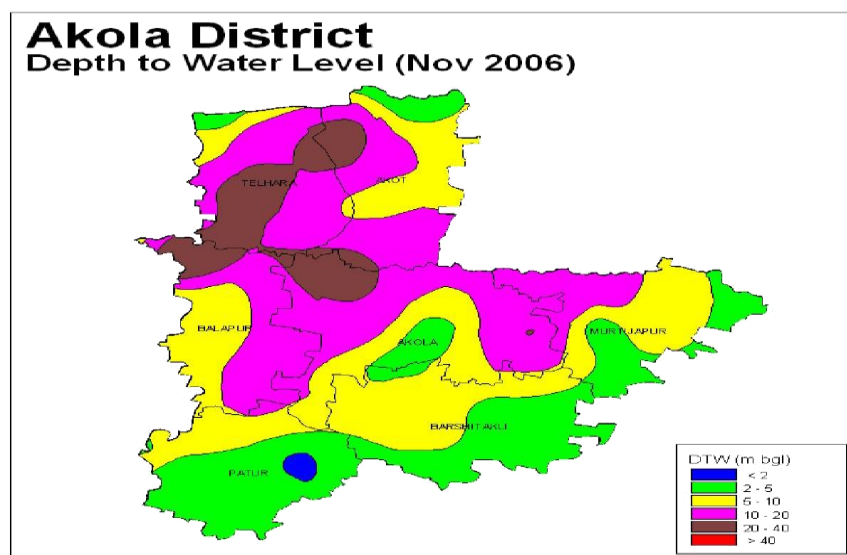 Akola District
Depth to Water Level (Nov 2006)
TELHARA
AKOT
BALAPUR
AKOLA
MURTIJAPUR
BARSHITAKLI
PATUR
DTW (m bgl)
< 2
2 - 5
5 - 10
10 - 20
20 - 40
> 40